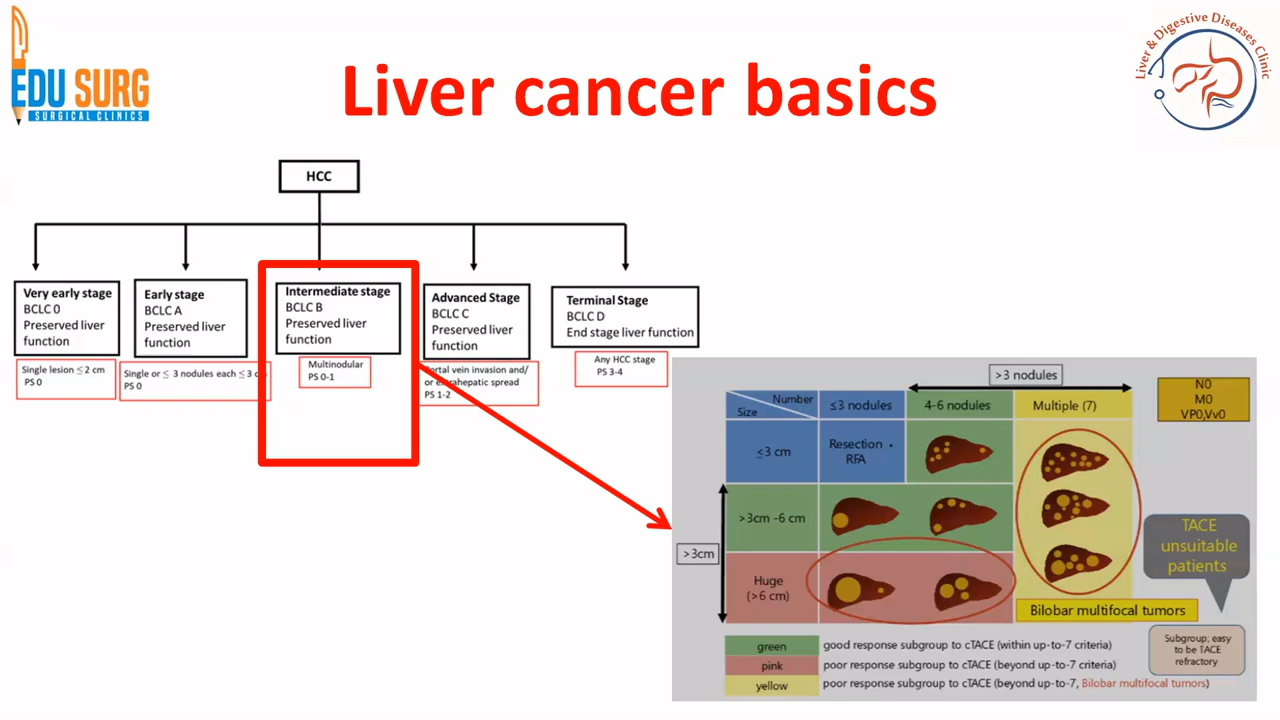 EDU SURG
SURGICAL CLINICS
Liver cancer basics
Liver & Digestive Diseases Clinic
HCC
Very early stage
BCLC 0
Preserved liver
function
Single lesion ≤ 2 cm
PS 0
Early stage
BCLC A
Preserved liver
function
Single or ≤ 3 nodules each ≤ 3
PS 0
Intermediate stage
BCLC B
Preserved liver
function
Multinodular
PS 0-1
Advanced Stage
BCLC C
Preserved liver
function
Portal vein invasion and/
or extrahepatic spread
PS 1-2
Terminal Stage
BCLC D
End stage liver function
Any HCC stage
PS 3-4
>3 nodules
N0
M0
VP0,Vv0
Number
Size
≤3 nodules
4-6 nodules
Multiple (7)
≤3 cm
Resection ·
RFA
>3cm -6 cm
>3cm
Huge
(>6 cm)
TACE
unsuitable
patients
Bilobar multifocal tumors
Subgroup; easy
to be TACE
refractory
green good response subgroup to cTACE (within up-to-7 criteria)
pink poor response subgroup to cTACE (beyond up-to-7 criteria)
yellow poor response subgroup to cTACE (beyond up-to-7, Bilobar multifocal tumors)